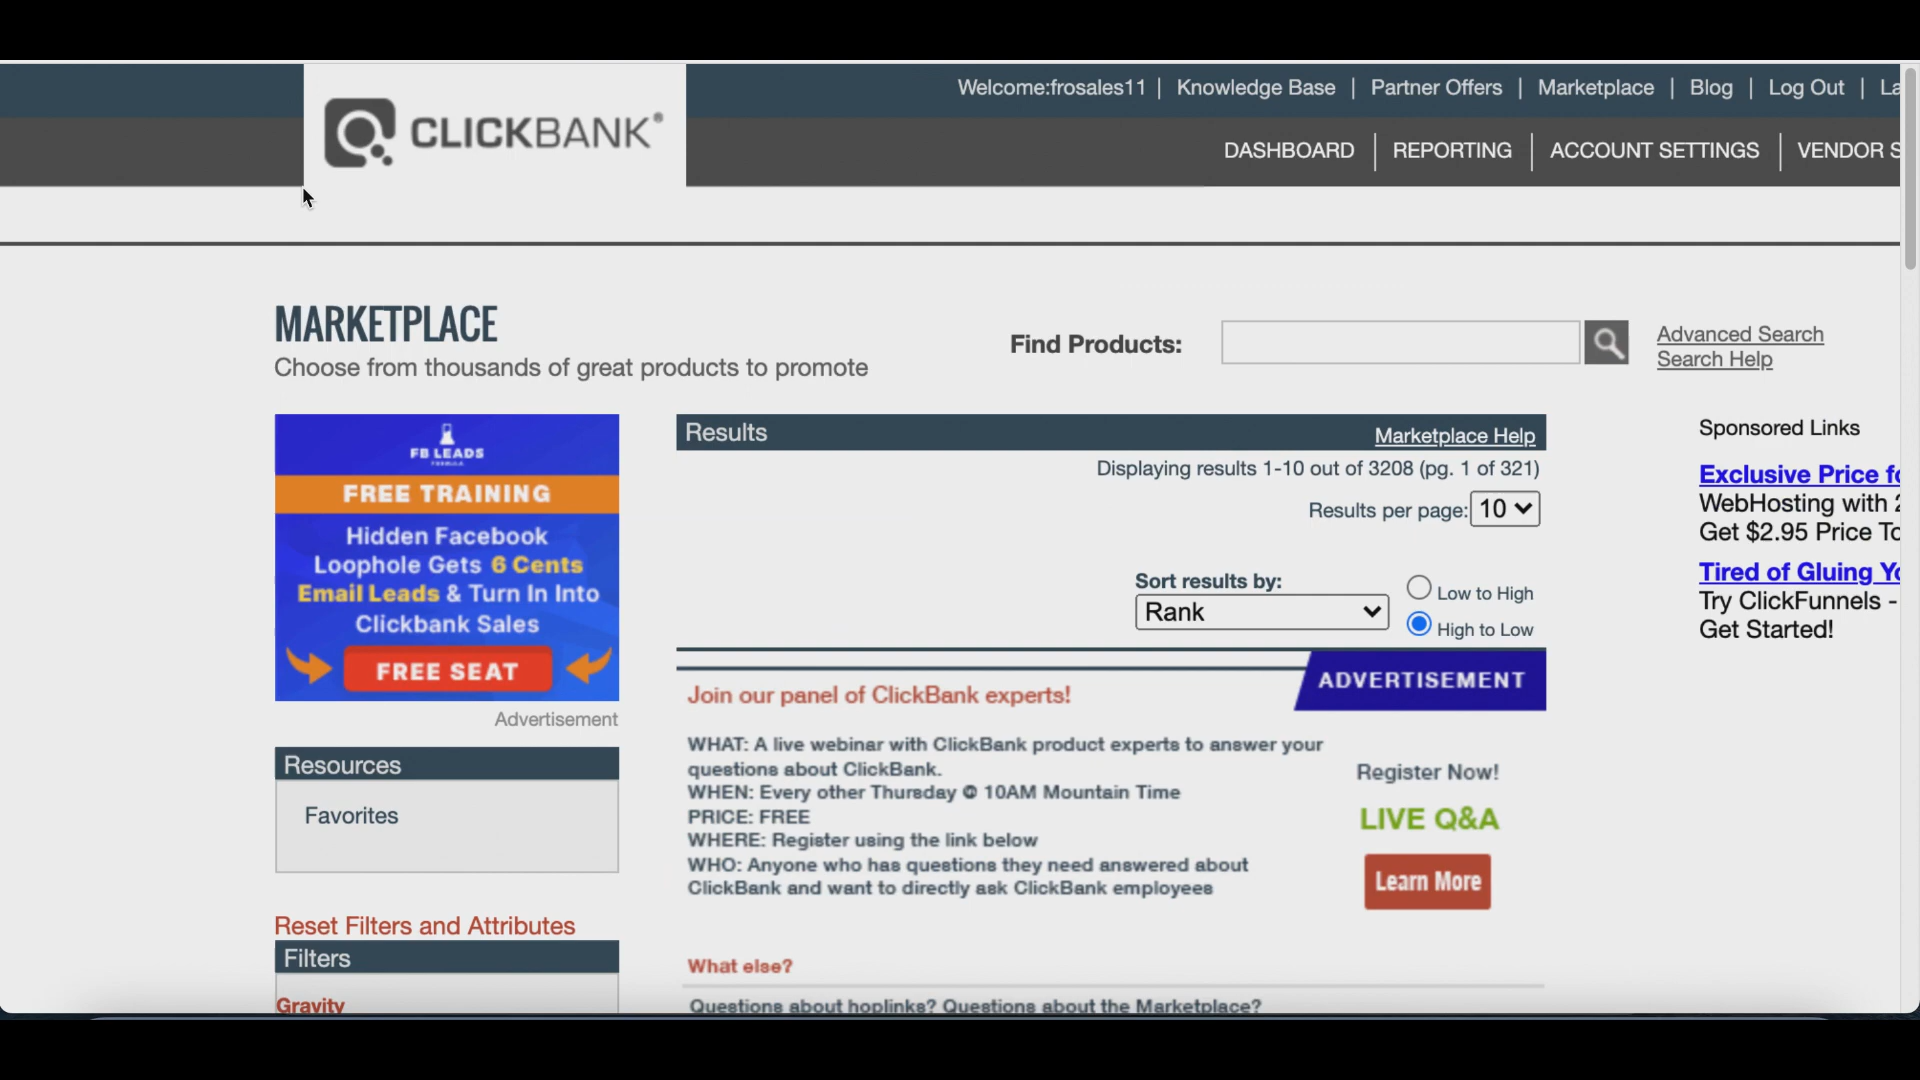 Welcome:frosales11 | Knowledge Base | Partner Offers | Marketplace | Blog | Log Out |
CLICKBANK®
DASHBOARD | REPORTING | ACCOUNT SETTINGS | VENDOR
MARKETPLACE
Choose from thousands of great products to promote
Find Products:
Advanced Search
Search Help
FB LEADS
FORMULA
FREE TRAINING
Hidden Facebook
Loophole Gets 6 Cents
Email Leads & Turn In Into
Clickbank Sales
FREE SEAT
Advertisement
Resources
Favorites
Reset Filters and Attributes
Filters
Gravity
Results
Marketplace Help
Displaying results 1-10 out of 3208 (pg. 1 of 321)
Results per page: 10
Sort results by:
Rank
Low to High
High to Low
ADVERTISEMENT
Join our panel of ClickBank experts!
WHAT: A live webinar with ClickBank product experts to answer your
questions about ClickBank.
WHEN: Every other Thursday @ 10AM Mountain Time
PRICE: FREE
WHERE: Register using the link below
WHO: Anyone who has questions they need answered about
ClickBank and want to directly ask ClickBank employees
Register Now!
LIVE Q&A
Learn More
What else?
Questions about hoplinks? Questions about the Marketplace?
Sponsored Links
Exclusive Price
WebHosting with
Get $2.95 Price
Tired of Gluing
Try ClickFunnels -
Get Started!